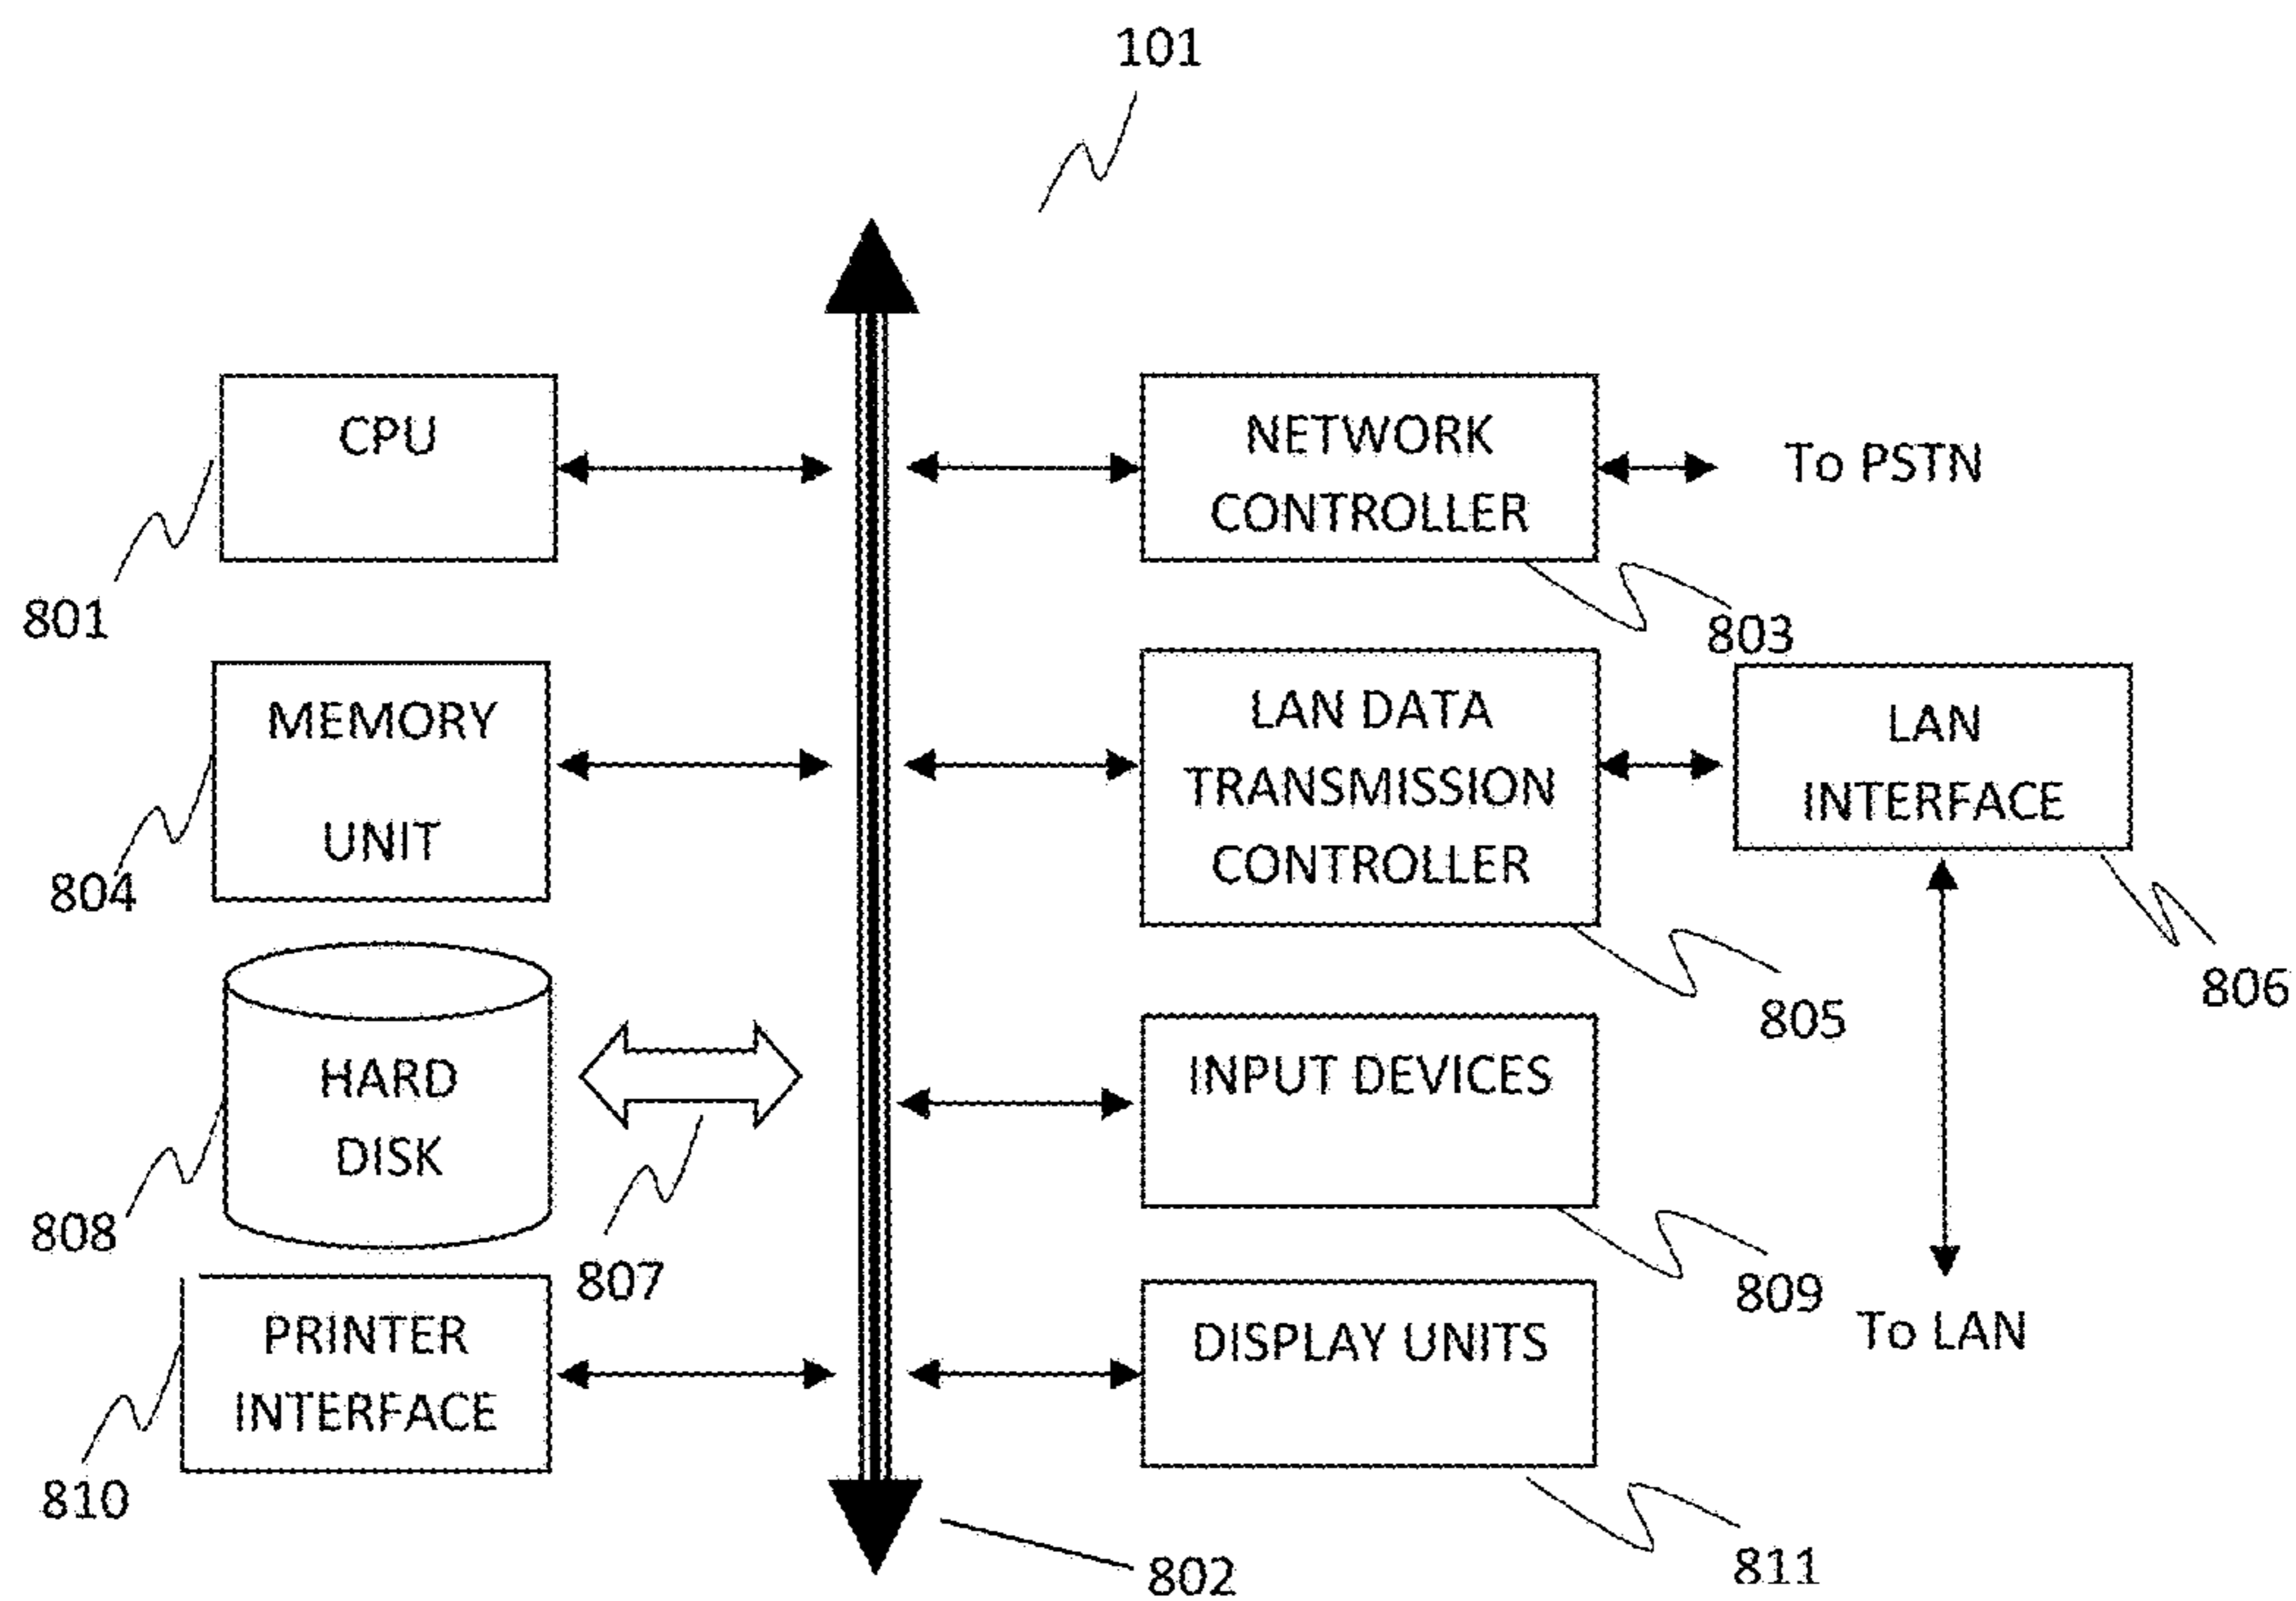 101
CPU
NETWORK
CONTROLLER
To PSTN
801
803
MEMORY
UNIT
LAN DATA
TRANSMISSION
CONTROLLER
LAN
INTERFACE
804
805
806
HARD
DISK
INPUT DEVICES
808
807
809
To LAN
PRINTER
INTERFACE
DISPLAY UNITS
810
802
811